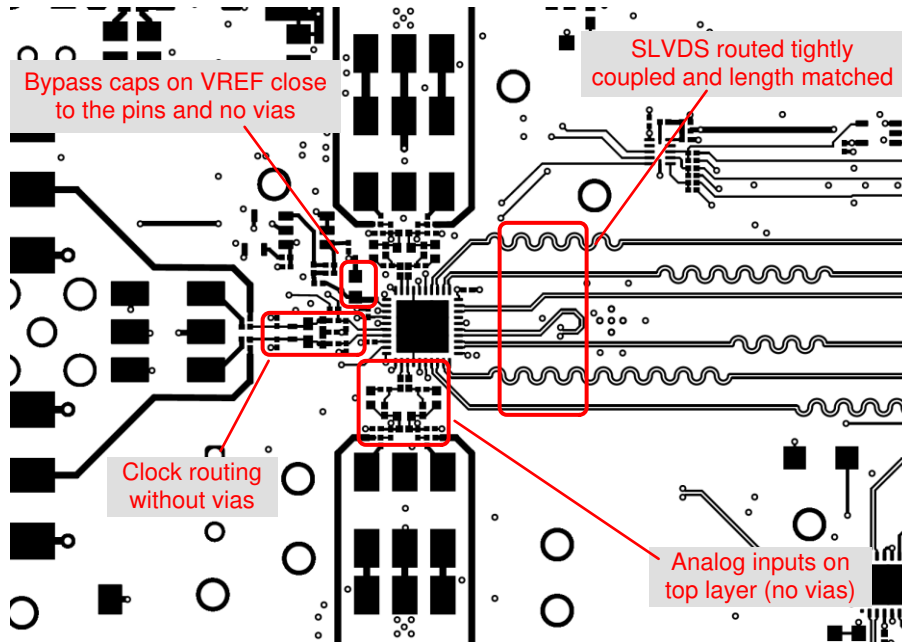 Bypass caps on VREF close
to the pins and no vias
SLVDS routed tightly
coupled and length matched
Clock routing
without vias
Analog inputs on
top layer (no vias)